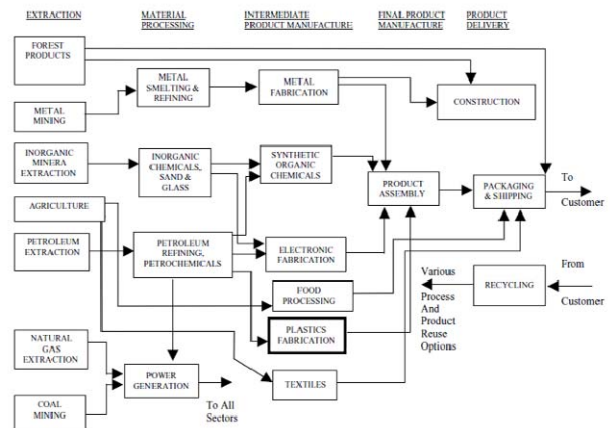 EXTRACTION
MATERIAL
PROCESSING
INTERMEDIATE
PRODUCT MANUFACTURE
FINAL PRODUCT
MANUFACTURE
PRODUCT
DELIVERY
FOREST
PRODUCTS
METAL
SMELTING &
REFINING
METAL
FABRICATION
CONSTRUCTION
METAL
MINING
INORGANIC
MINERA
EXTRACTION
INORGANIC
CHEMICALS,
SAND &
GLASS
SYNTHETIC
ORGANIC
CHEMICALS
PRODUCT
ASSEMBLY
PACKAGING
& SHIPPING
To
Customer
AGRICULTURE
PETROLEUM
EXTRACTION
PETROLEUM
REFINING,
PETROCHEMICALS
ELECTRONIC
FABRICATION
FOOD
PROCESSING
Various
Process
And
Product
Reuse
Options
RECYCLING
From
Customer
PLASTICS
FABRICATION
NATURAL
GAS
EXTRACTION
POWER
GENERATION
TEXTILES
To All
Sectors
COAL
MINING